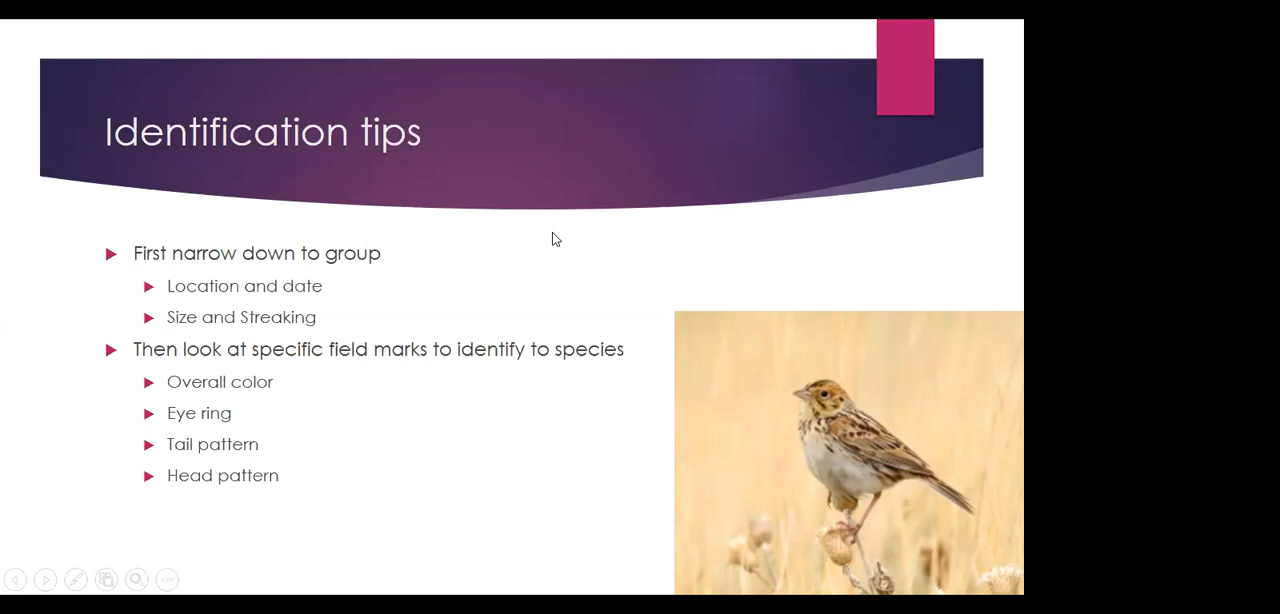 Identification tips
First narrow down to group
Location and date
Size and Streaking
Then look at specific field marks to identify to species
Overall color
Eye ring
Tail pattern
Head pattern